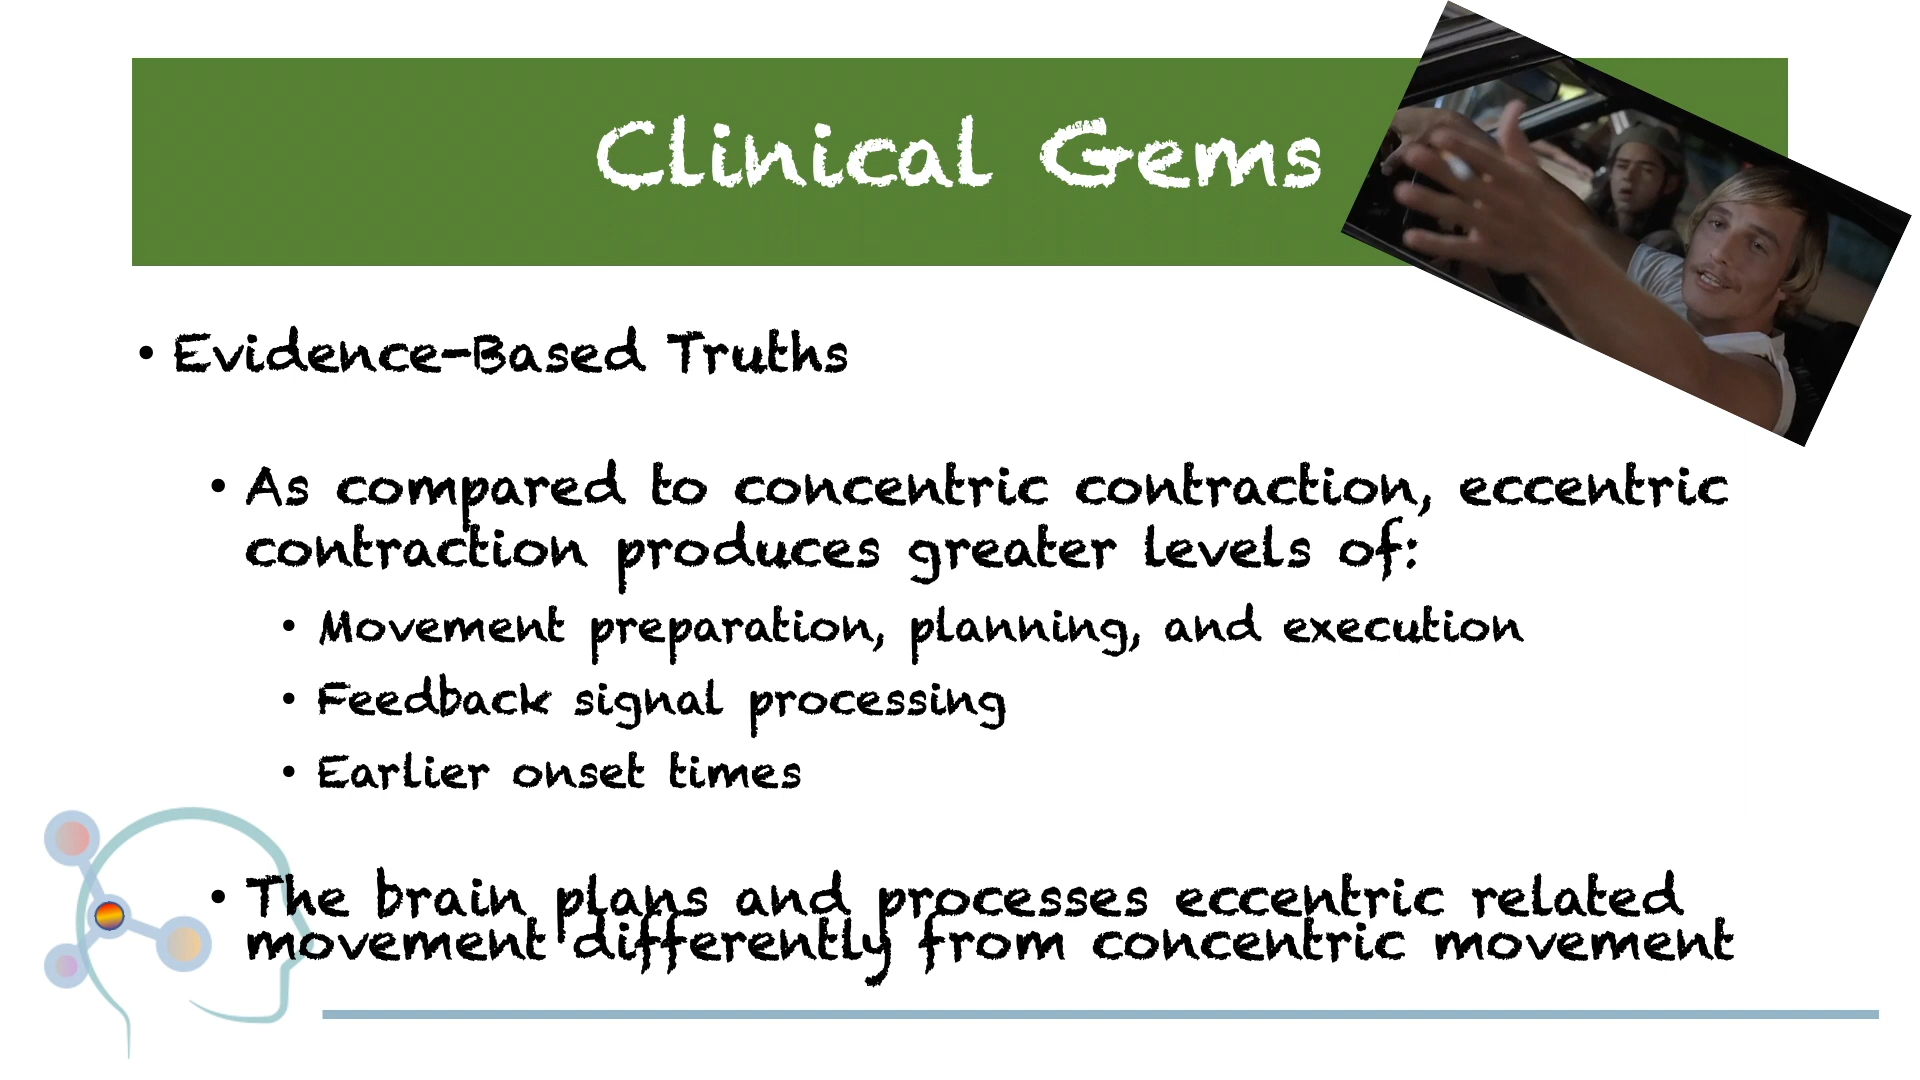 Clinical Gems
• Evidence-Based Truths
• As compared to concentric contraction, eccentric
contraction produces greater levels of:
• Movement preparation, planning, and execution
• Feedback signal processing
• Earlier onset times
• The brain plans and processes eccentric related
movement differently from concentric movement